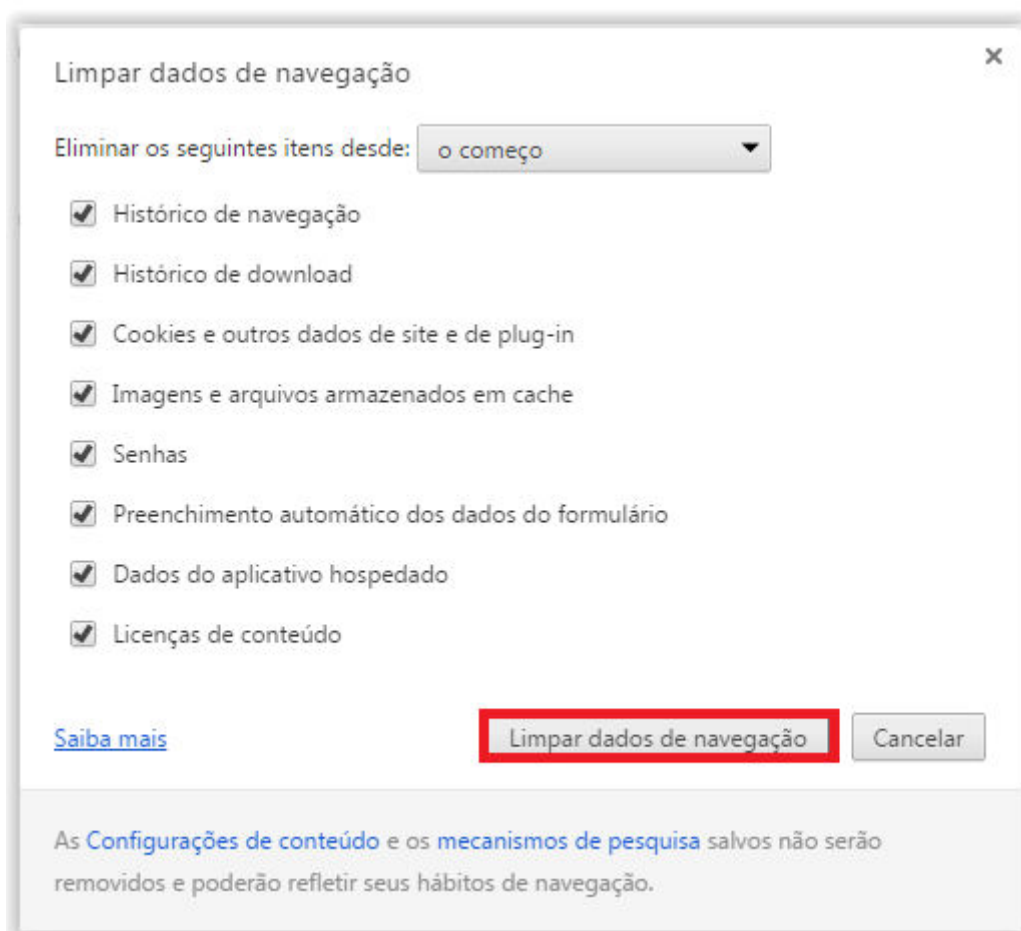 Limpar dados de navegação
Eliminar os seguintes itens desde: o começo
Histórico de navegação
Histórico de download
Cookies e outros dados de site e de plug-in
Imagens e arquivos armazenados em cache
Senhas
Preenchimento automático dos dados do formulário
Dados do aplicativo hospedado
Licenças de conteúdo
Saiba mais Limpar dados de navegação Cancelar
As Configurações de conteúdo e os mecanismos de pesquisa salvos não serão
removidos e poderão refletir seus hábitos de navegação.